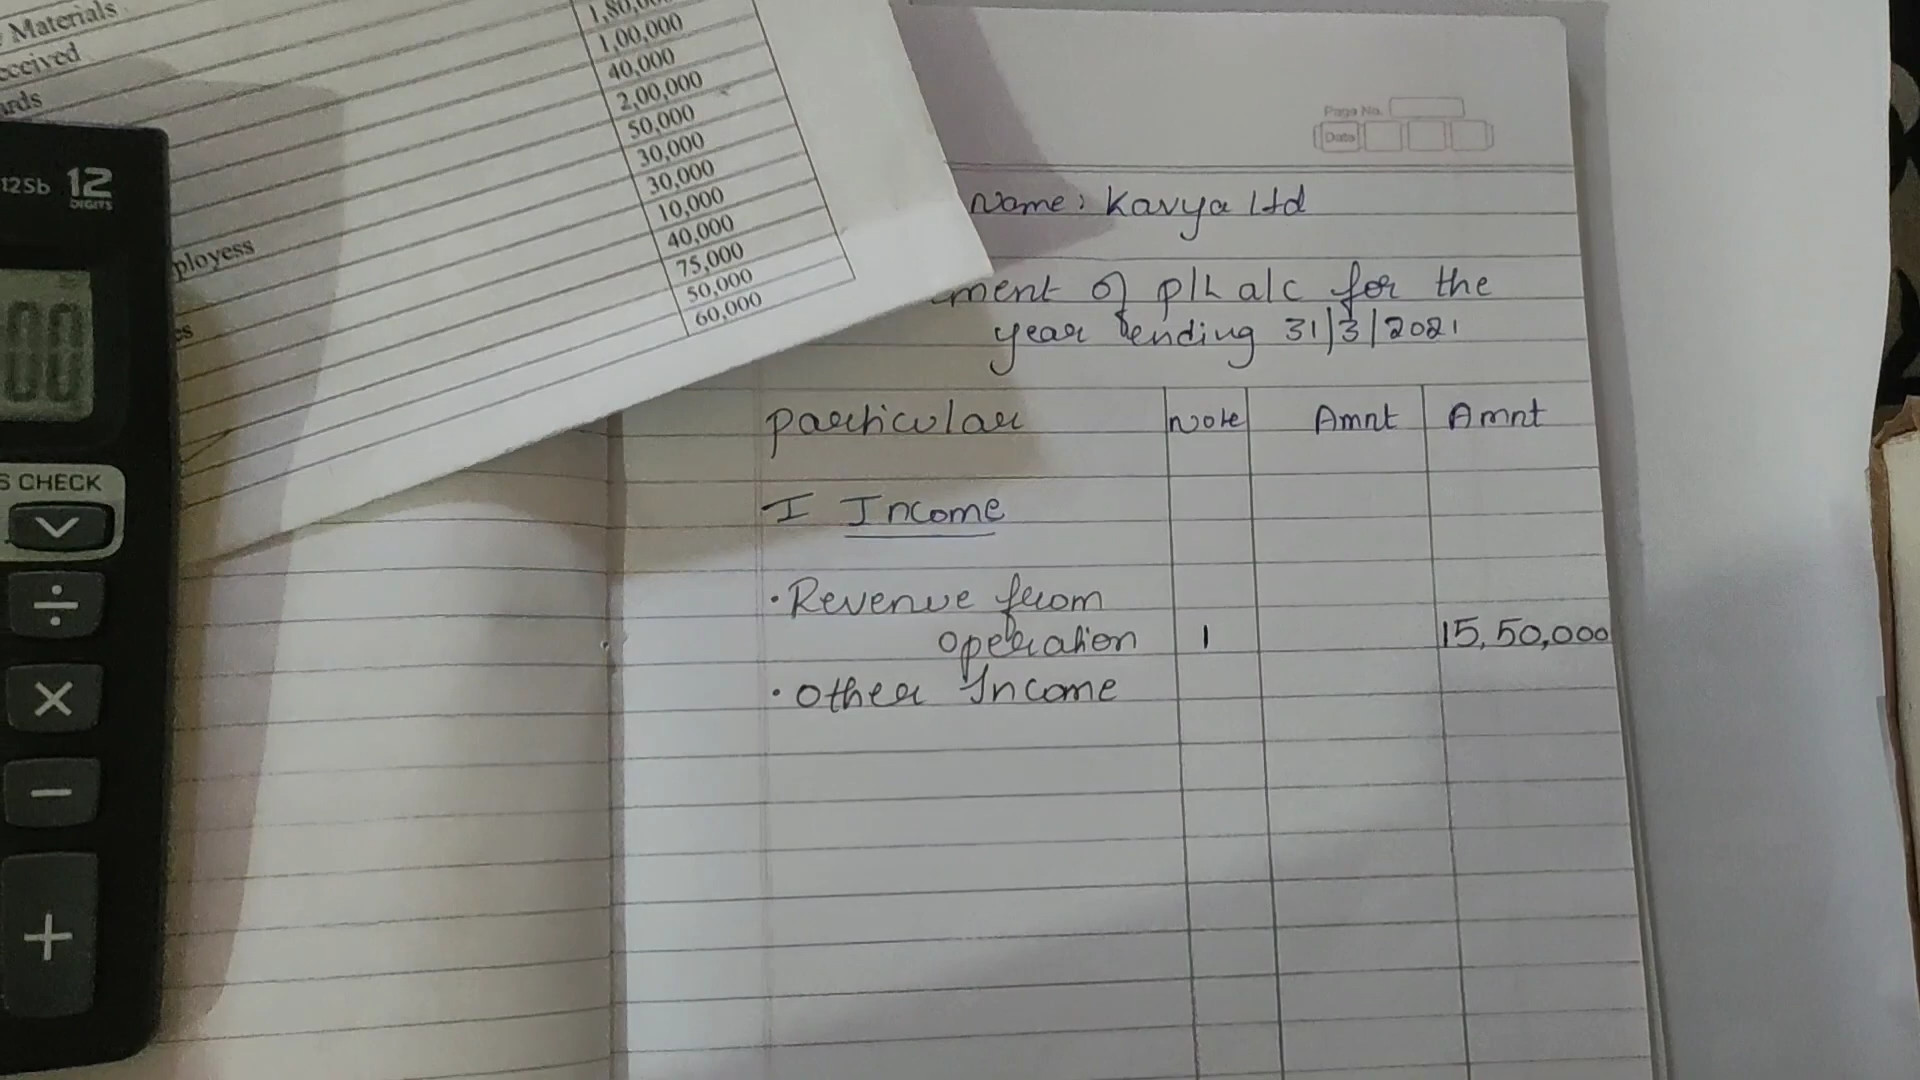 Materials
1,00,000
40,000
2,00,000
50,000
30,000
30,000
10,000
40,000
75,000
50,000
60,000
ployess
125b 12
DIGITS
S CHECK
÷
×
−
+
Page No.
Date
Name: Kavya Ltd
ment of P/L a/c for the
year ending 31/3/2021
Particular Note Amnt Amnt
I Income
• Revenue from
operation 1 15,50,000
• Other Income